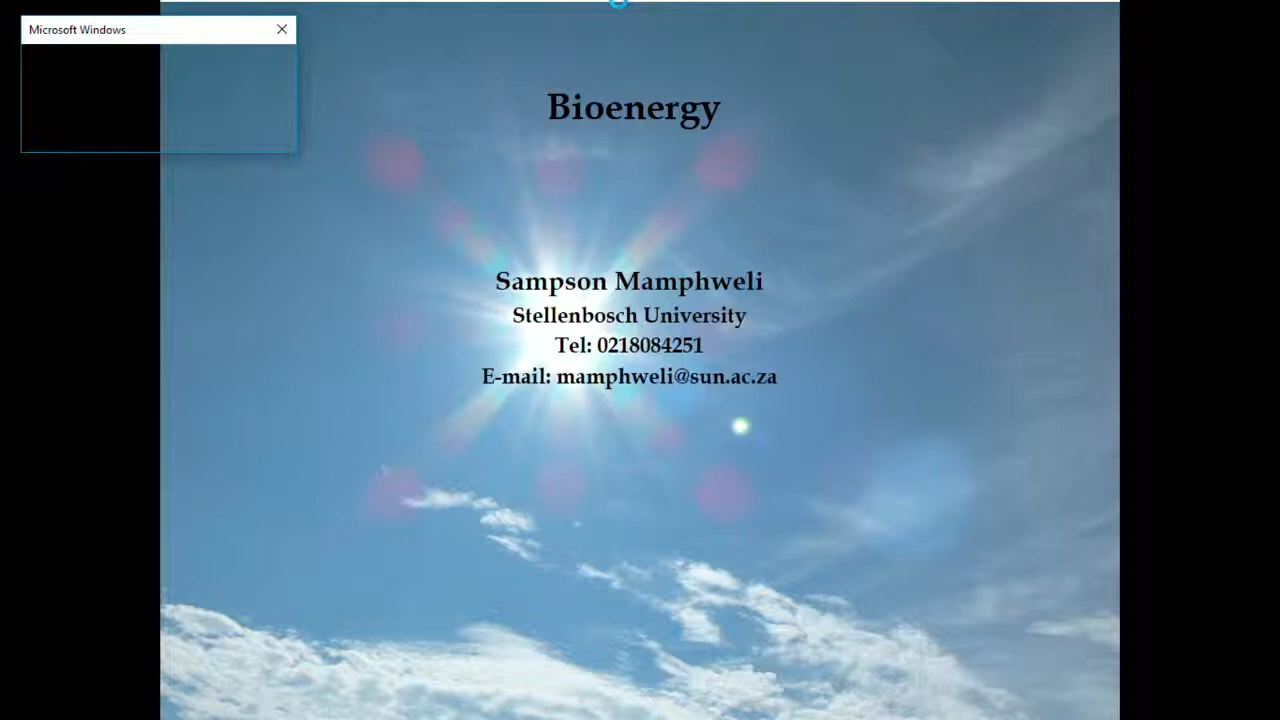 Microsoft Windows
Bioenergy
Sampson Mamphweli
Stellenbosch University
Tel: 0218084251
E-mail: mamphweli@sun.ac.za